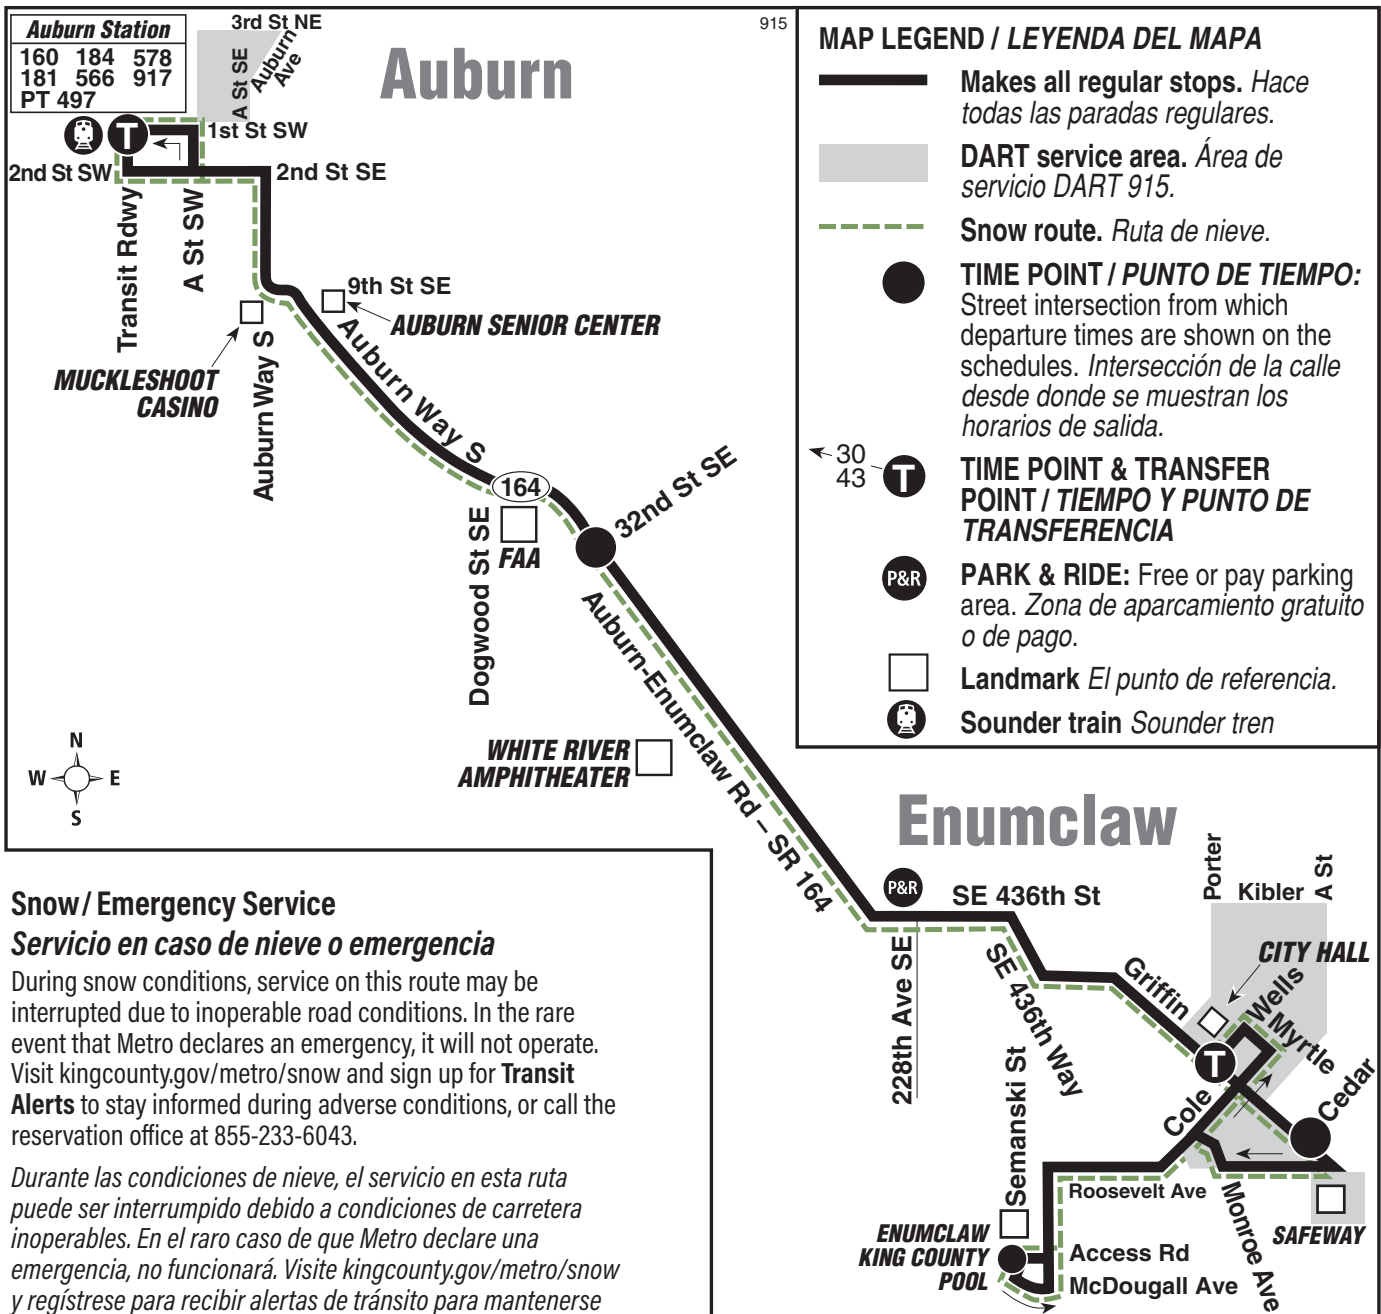 Auburn Station
160 184 578
181 566 917
PT 497
3rd St NE
A St SE
Auburn
Ave
Auburn
915
T
1st St SW
2nd St SW
2nd St SE
Transit Rdwy
A St SW
9th St SE
AUBURN SENIOR CENTER
MUCKLESHOOT
CASINO
Auburn Way S
Auburn Way S
164
32nd St SE
Dogwood St SE
FAA
Auburn-Enumclaw Rd – SR 164
WHITE RIVER
AMPHITHEATER
N
W E
S
MAP LEGEND / LEYENDA DEL MAPA
Makes all regular stops. Hace
todas las paradas regulares.
DART service area. Área de
servicio DART 915.
Snow route. Ruta de nieve.
TIME POINT / PUNTO DE TIEMPO:
Street intersection from which
departure times are shown on the
schedules. Intersección de la calle
desde donde se muestran los
horarios de salida.
30
43
T
TIME POINT & TRANSFER
POINT / TIEMPO Y PUNTO DE
TRANSFERENCIA
P&R
PARK & RIDE: Free or pay parking
area. Zona de aparcamiento gratuito
o de pago.
Landmark El punto de referencia.
Sounder train Sounder tren
Enumclaw
P&R
SE 436th St
Porter
Kibler
A St
228th Ave SE
SE 436th Way
Griffin
CITY HALL
Wells
Myrtle
T
Cole
Cedar
Semanski St
Roosevelt Ave
Monroe Ave
SAFEWAY
ENUMCLAW
KING COUNTY
POOL
Access Rd
McDougall Ave
Snow / Emergency Service
Servicio en caso de nieve o emergencia
During snow conditions, service on this route may be
interrupted due to inoperable road conditions. In the rare
event that Metro declares an emergency, it will not operate.
Visit kingcounty.gov/metro/snow and sign up for Transit
Alerts to stay informed during adverse conditions, or call the
reservation office at 855-233-6043.
Durante las condiciones de nieve, el servicio en esta ruta
puede ser interrumpido debido a condiciones de carretera
inoperables. En el raro caso de que Metro declare una
emergencia, no funcionará. Visite kingcounty.gov/metro/snow
y regístrese para recibir alertas de tránsito para mantenerse